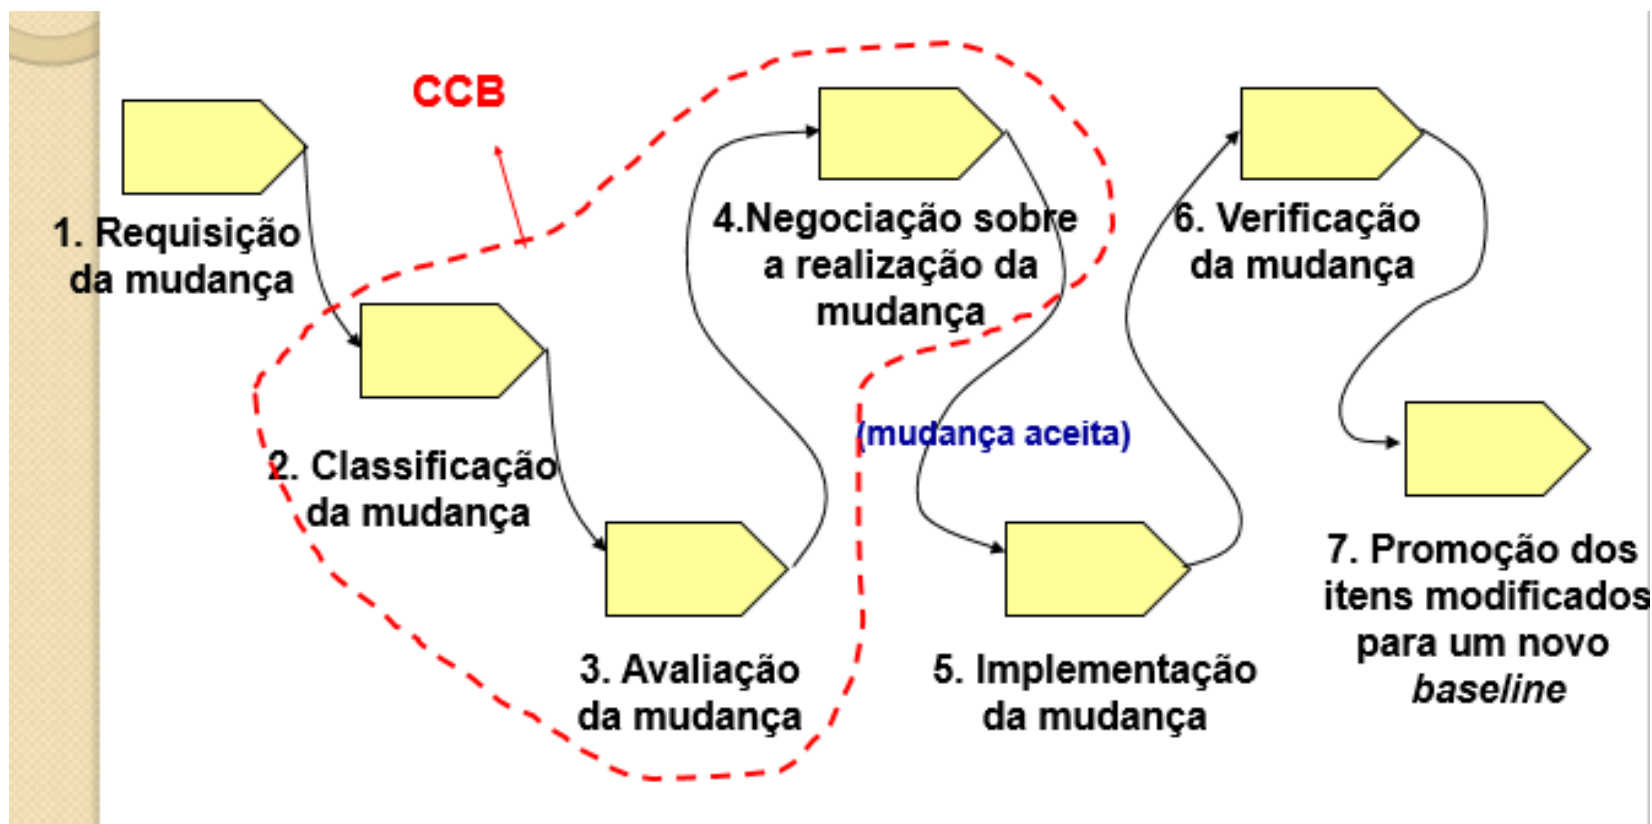 CCB
1. Requisição
da mudança
2. Classificação
da mudança
3. Avaliação
da mudança
4.Negociação sobre
a realização da
mudança
(mudança aceita)
5. Implementação
da mudança
6. Verificação
da mudança
7. Promoção dos
itens modificados
para um novo
baseline